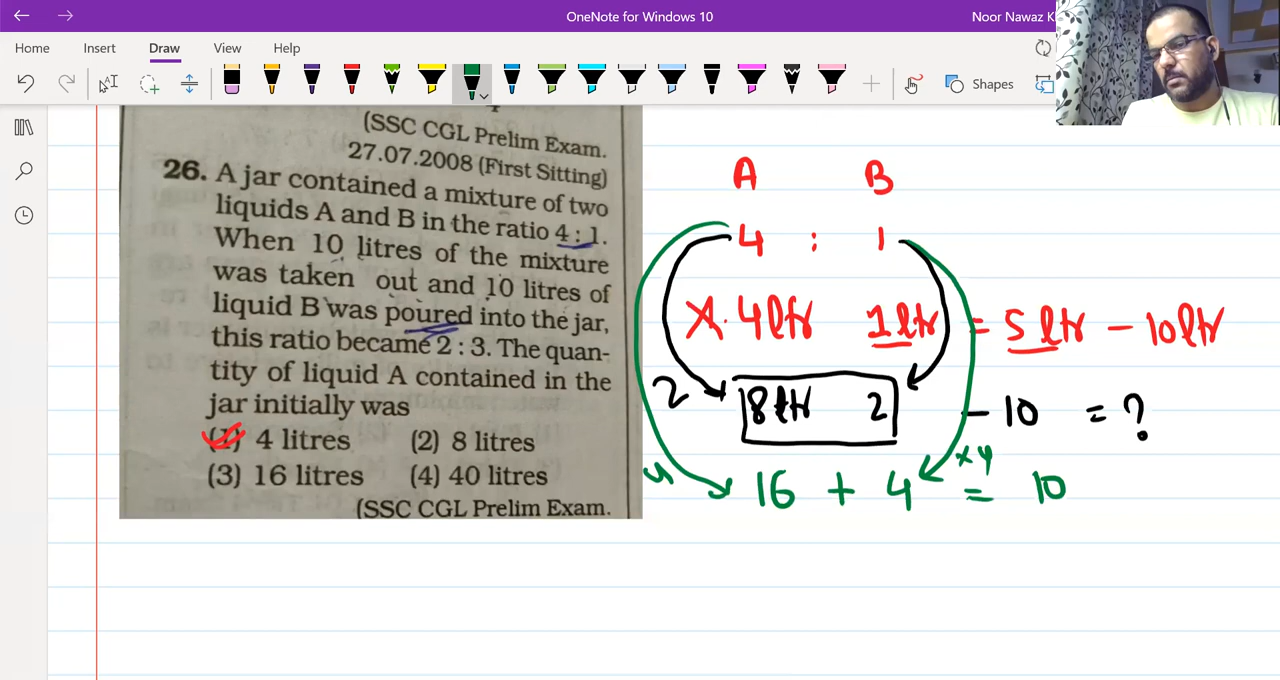 OneNote for Windows 10
Noor Nawaz K
Home Insert Draw View Help
Shapes
(SSC CGL Prelim Exam.
27.07.2008 (First Sitting)
26. A jar contained a mixture of two
liquids A and B in the ratio 4 : 1.
When 10 litres of the mixture
was taken out and 10 litres of
liquid B was poured into the jar,
this ratio became 2 : 3. The quan-
tity of liquid A contained in the
jar initially was
(1) 4 litres (2) 8 litres
(3) 16 litres (4) 40 litres
(SSC CGL Prelim Exam.
A B
4 : 1
4 ltr 1 ltr = 5 ltr - 10 ltr
2 8 ltr 2 - 10 = ?
4 16 + 4 = 10
x4